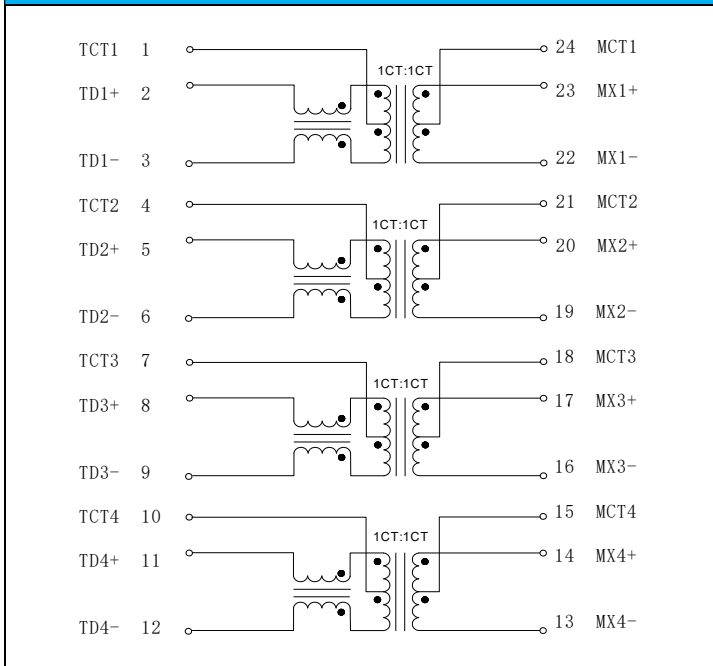 TCT1 1 24 MCT1
1CT:1CT
TD1+ 2 23 MX1+
TD1- 3 22 MX1-
TCT2 4 21 MCT2
1CT:1CT
TD2+ 5 20 MX2+
TD2- 6 19 MX2-
TCT3 7 18 MCT3
1CT:1CT
TD3+ 8 17 MX3+
TD3- 9 16 MX3-
TCT4 10 15 MCT4
1CT:1CT
TD4+ 11 14 MX4+
TD4- 12 13 MX4-